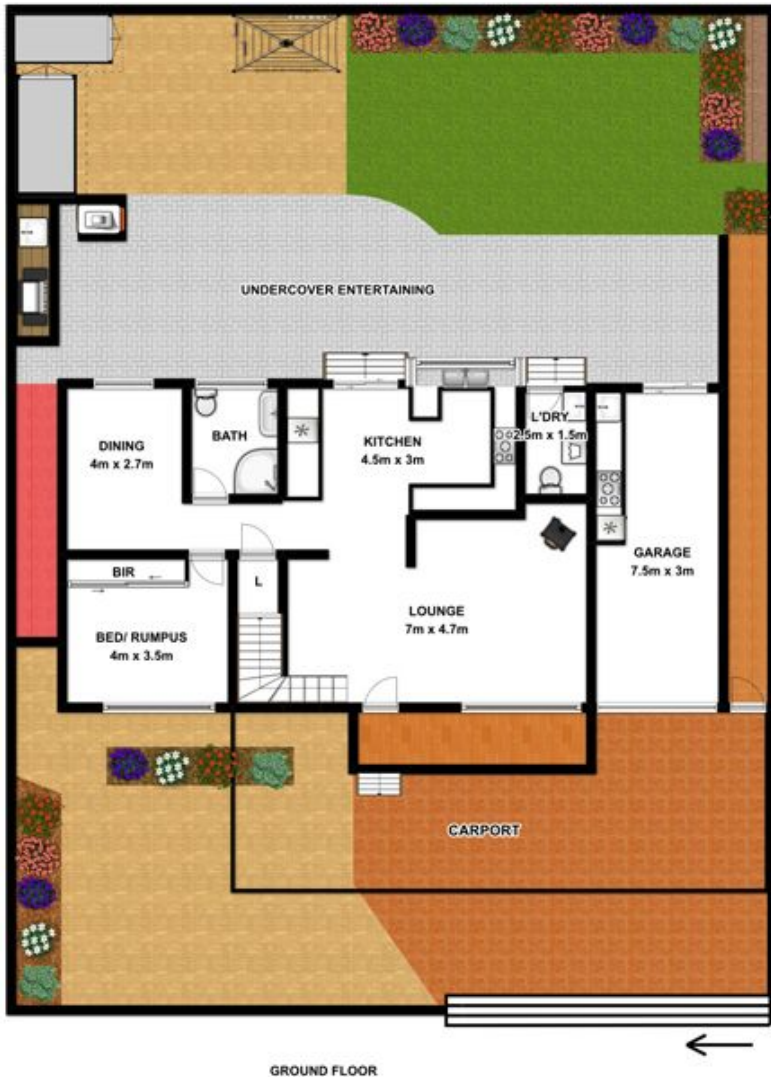 UNDERCOVER ENTERTAINING
DINING
4m x 2.7m
BATH
KITCHEN
4.5m x 3m
L'DRY
2.5m x 1.5m
GARAGE
7.5m x 3m
BIR
L
BED/ RUMPUS
4m x 3.5m
LOUNGE
7m x 4.7m
CARPORT
GROUND FLOOR